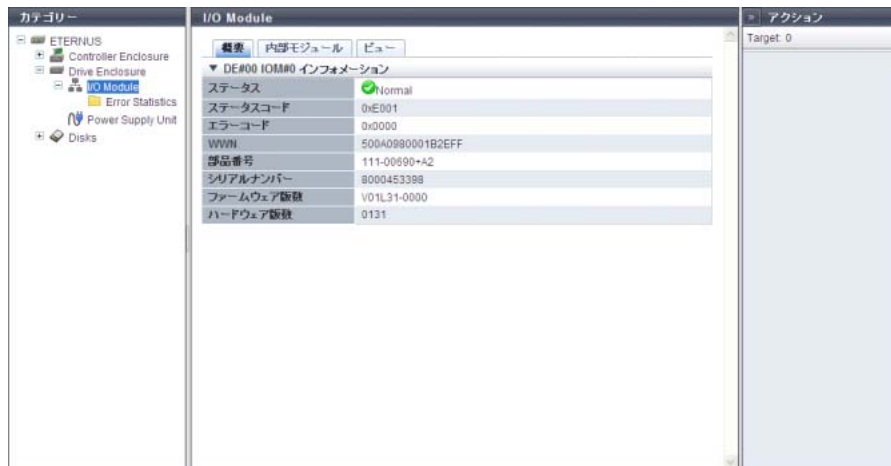 カテゴリー
ETERNUS
Controller Enclosure
Drive Enclosure
I/O Module
Error Statistics
Power Supply Unit
Disks
I/O Module
概要 内部モジュール ビュー
▼ DE#00 IOM#0 インフォメーション
ステータス Normal
ステータスコード 0xE001
エラーコード 0x0000
WWN 500A0980001B2EFF
部品番号 111-00690+A2
シリアルナンバー 8000453398
ファームウェア版数 V01L31-0000
ハードウェア版数 0131
» アクション
Target: 0